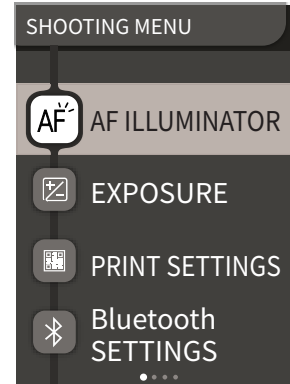 SHOOTING MENU
AF AF ILLUMINATOR
EXPOSURE
PRINT SETTINGS
Bluetooth
SETTINGS